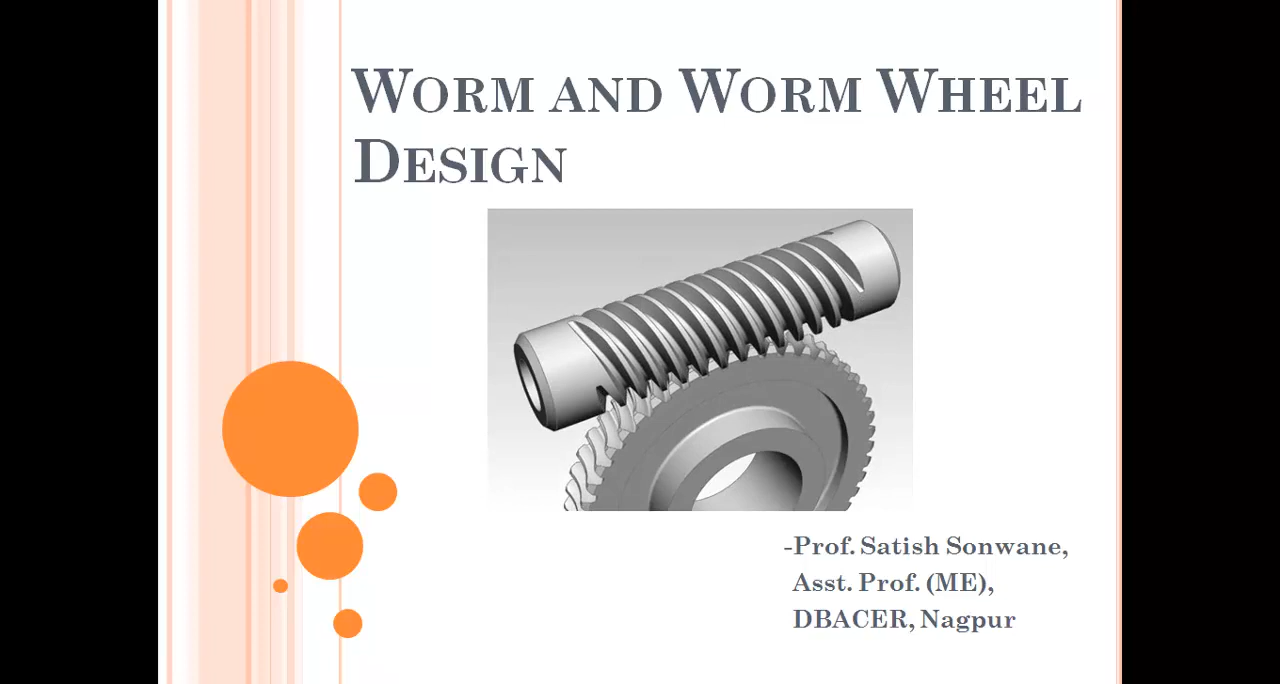 Worm and Worm Wheel
Design
-Prof. Satish Sonwane,
Asst. Prof. (ME),
DBACER, Nagpur